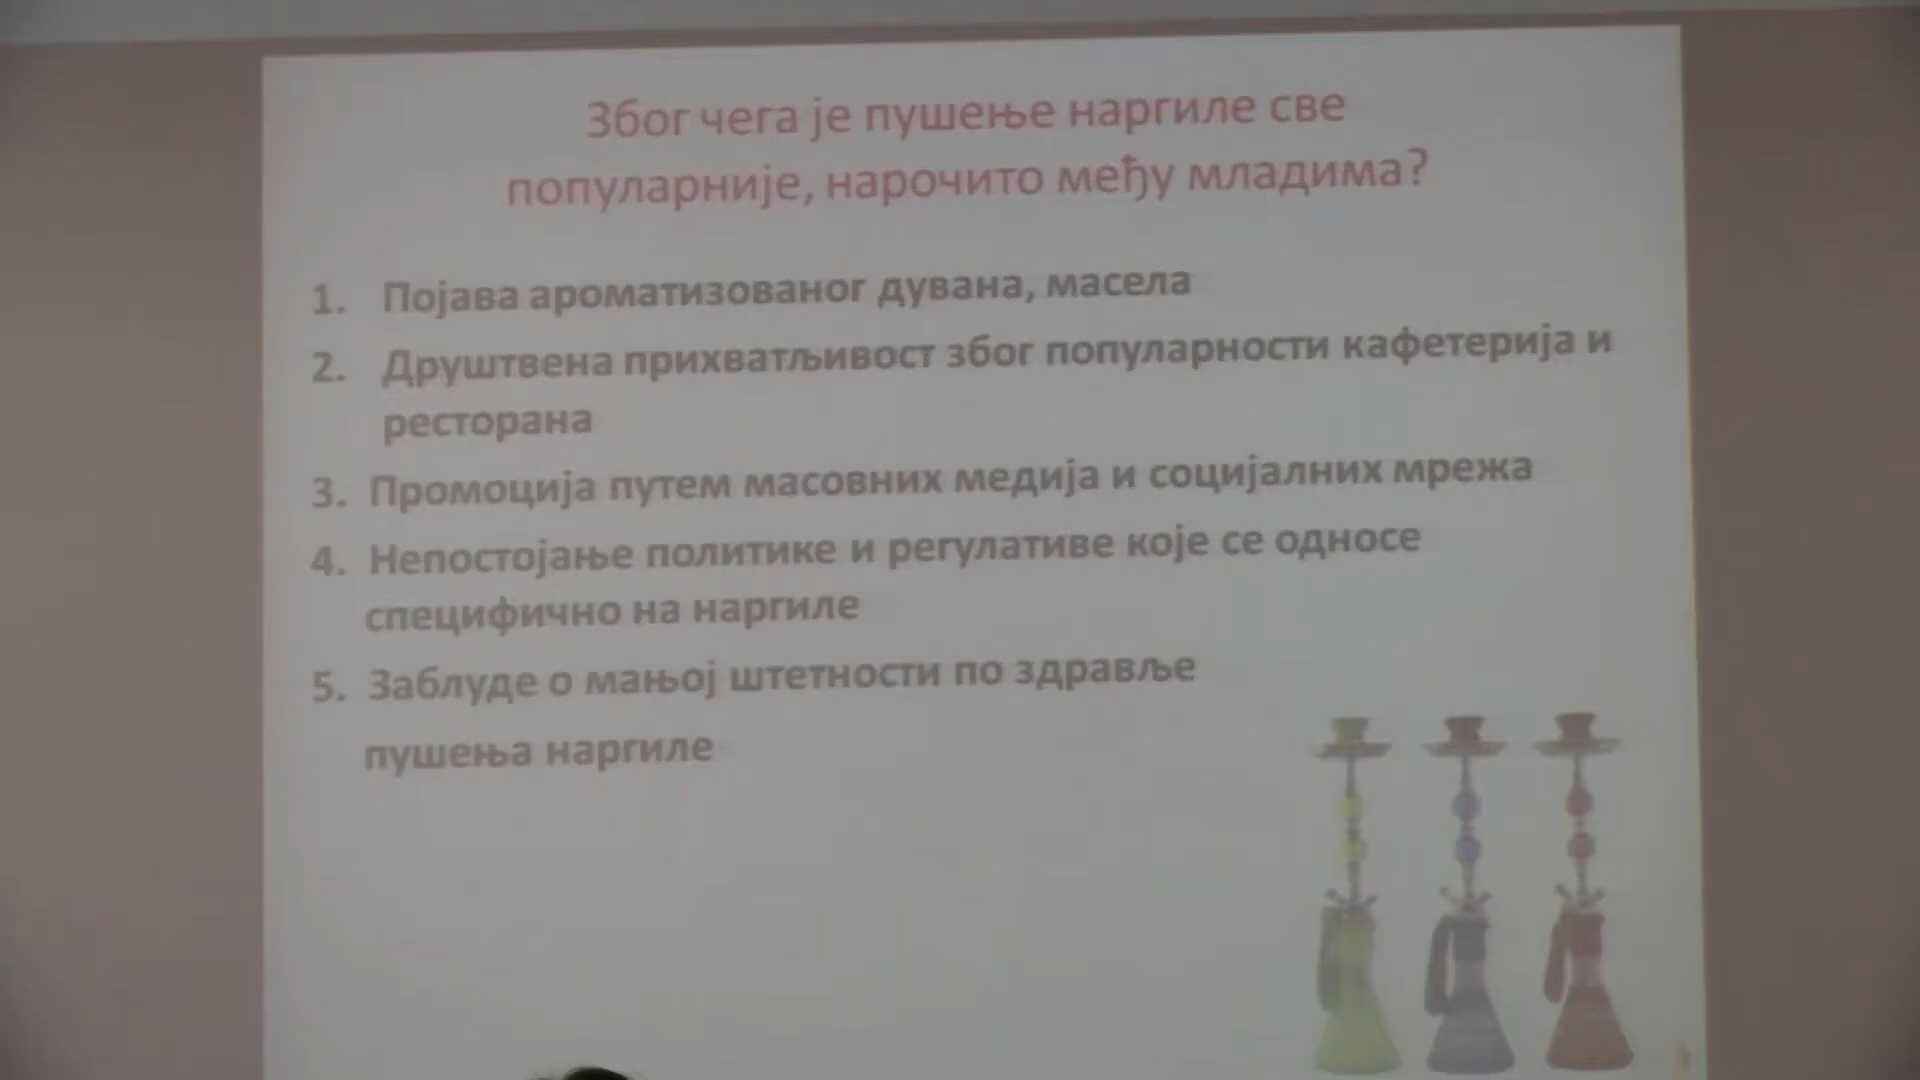 Због чега је пушење наргиле све
популарније, нарочито међу младима?
1. Појава ароматизованог дувана, масела
2. Друштвена прихватљивост због популарности кафетерија и
ресторана
3. Промоција путем масовних медија и социјалних мрежа
4. Непостојање политике и регулативе које се односе
специфично на наргиле
5. Заблуде о мањој штетности по здравље
пушења наргиле